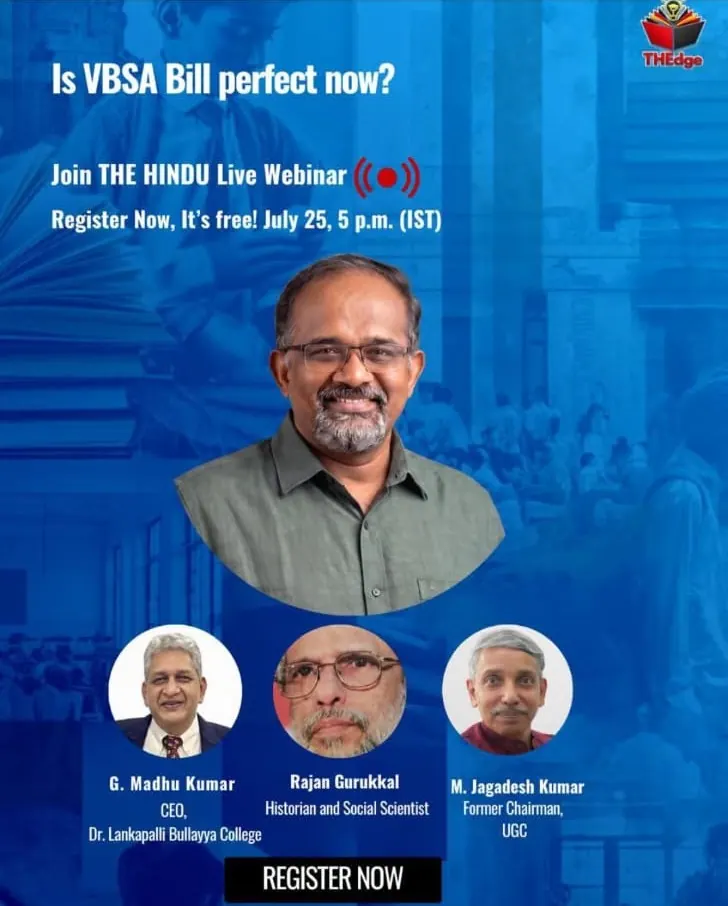 THEdge
Is VBSA Bill perfect now?
Join THE HINDU Live Webinar
Register Now, It's free! July 25, 5 p.m. (IST)
G. Madhu Kumar
CEO,
Dr. Lankapalli Bullayya College
Rajan Gurukkal
Historian and Social Scientist
M. Jagadesh Kumar
Former Chairman,
UGC
REGISTER NOW